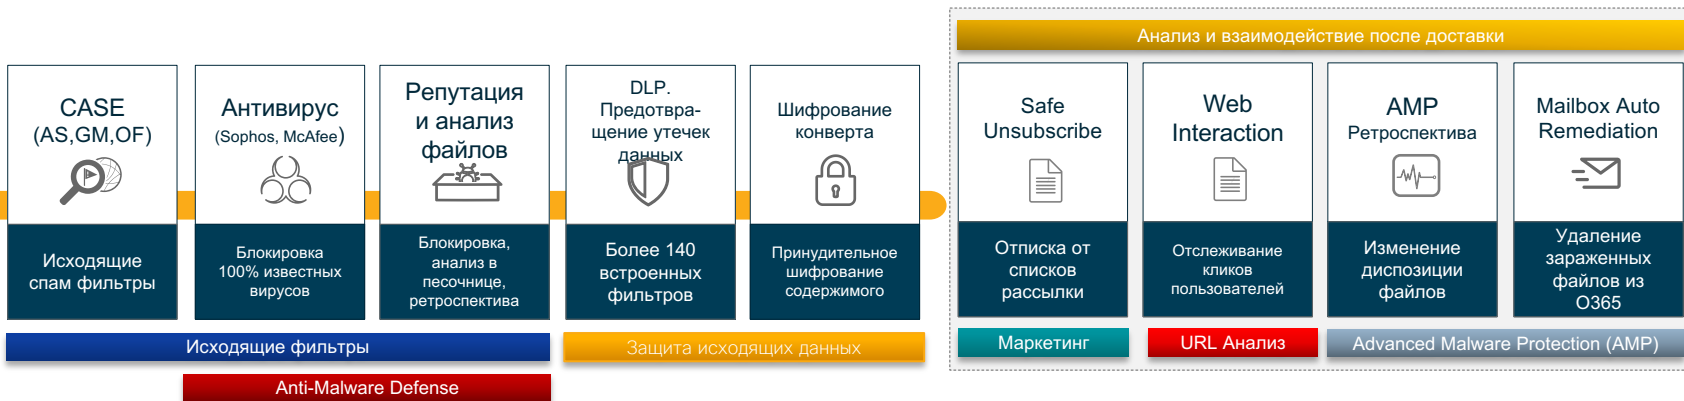 Анализ и взаимодействие после доставки
CASE
(AS,GM,OF)
Исходящие
спам фильтры
Антивирус
(Sophos, McAfee)
Блокировка
100% известных
вирусов
Репутация
и анализ
файлов
Блокировка,
анализ в
песочнице,
ретроспектива
DLP.
Предотвра-
щение утечек
данных
Более 140
встроенных
фильтров
Шифрование
конверта
Принудительное
шифрование
содержимого
Safe
Unsubscribe
Отписка от
списков
рассылки
Web
Interaction
Отслеживание
кликов
пользователей
AMP
Ретроспектива
Изменение
диспозиции
файлов
Mailbox Auto
Remediation
Удаление
зараженных
файлов из
O365
Исходящие фильтры
Защита исходящих данных
Маркетинг
URL Анализ
Advanced Malware Protection (AMP)
Anti-Malware Defense